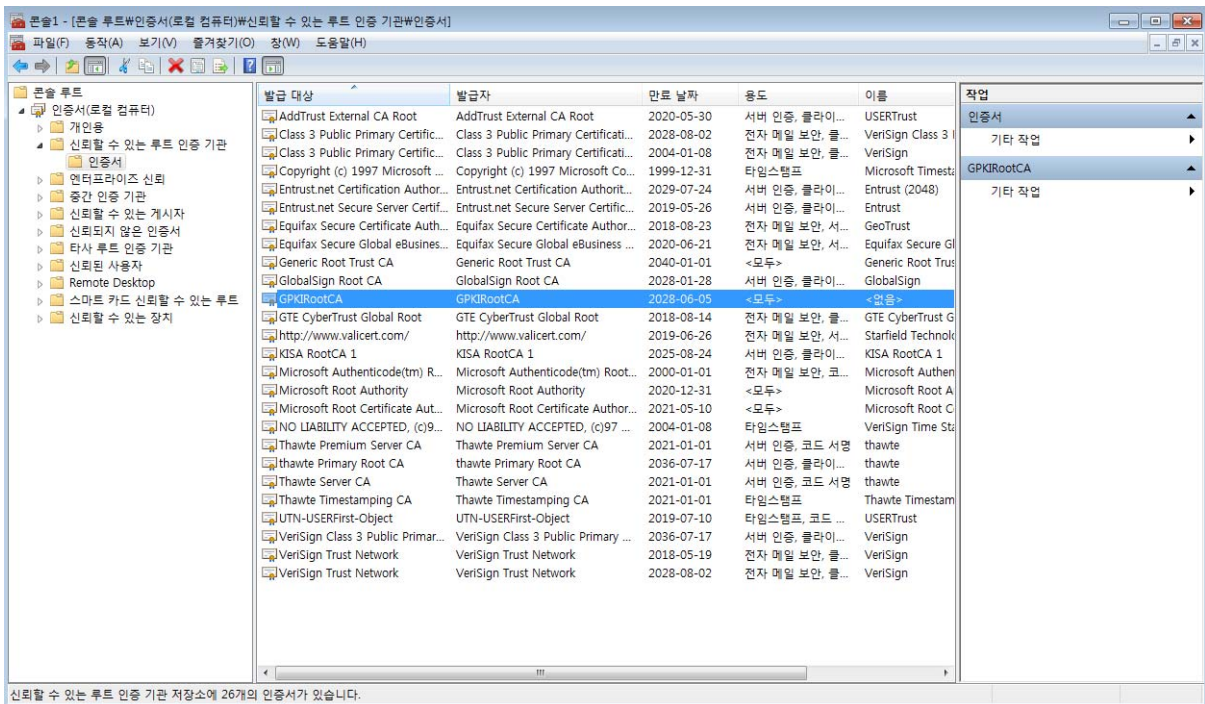 콘솔1 - [콘솔 루트₩인증서(로컬 컴퓨터)₩신뢰할 수 있는 루트 인증 기관₩인증서]
파일(F) 동작(A) 보기(V) 즐겨찾기(O) 창(W) 도움말(H)
콘솔 루트
인증서(로컬 컴퓨터)
개인용
신뢰할 수 있는 루트 인증 기관
인증서
엔터프라이즈 신뢰
중간 인증 기관
신뢰할 수 있는 게시자
신뢰되지 않은 인증서
타사 루트 인증 기관
신뢰된 사용자
Remote Desktop
스마트 카드 신뢰할 수 있는 루트
신뢰할 수 있는 장치
발급 대상 발급자 만료 날짜 용도 이름
AddTrust External CA Root AddTrust External CA Root 2020-05-30 서버 인증, 클라이... USERTrust
Class 3 Public Primary Certific... Class 3 Public Primary Certificati... 2028-08-02 전자 메일 보안, 클... VeriSign Class 3
Class 3 Public Primary Certific... Class 3 Public Primary Certificati... 2004-01-08 전자 메일 보안, 클... VeriSign
Copyright (c) 1997 Microsoft ... Copyright (c) 1997 Microsoft Co... 1999-12-31 타임스탬프 Microsoft Timesta
Entrust.net Certification Author... Entrust.net Certification Authorit... 2029-07-24 서버 인증, 클라이... Entrust (2048)
Entrust.net Secure Server Certif... Entrust.net Secure Server Certific... 2019-05-26 서버 인증, 클라이... Entrust
Equifax Secure Certificate Auth... Equifax Secure Certificate Author... 2018-08-23 전자 메일 보안, 서... GeoTrust
Equifax Secure Global eBusines... Equifax Secure Global eBusiness ... 2020-06-21 전자 메일 보안, 서... Equifax Secure Gl
Generic Root Trust CA Generic Root Trust CA 2040-01-01 <모두> Generic Root Trus
GlobalSign Root CA GlobalSign Root CA 2028-01-28 서버 인증, 클라이... GlobalSign
GPKIRootCA GPKIRootCA 2028-06-05 <모두> <없음>
GTE CyberTrust Global Root GTE CyberTrust Global Root 2018-08-14 전자 메일 보안, 클... GTE CyberTrust G
http://www.valicert.com/ http://www.valicert.com/ 2019-06-26 전자 메일 보안, 서... Starfield Technolo
KISA RootCA 1 KISA RootCA 1 2025-08-24 서버 인증, 클라이... KISA RootCA 1
Microsoft Authenticode(tm) R... Microsoft Authenticode(tm) Root... 2000-01-01 전자 메일 보안, 코... Microsoft Authen
Microsoft Root Authority Microsoft Root Authority 2020-12-31 <모두> Microsoft Root A
Microsoft Root Certificate Aut... Microsoft Root Certificate Author... 2021-05-10 <모두> Microsoft Root C
NO LIABILITY ACCEPTED, (c)9... NO LIABILITY ACCEPTED, (c)97 ... 2004-01-08 타임스탬프 VeriSign Time Sta
Thawte Premium Server CA Thawte Premium Server CA 2021-01-01 서버 인증, 코드 서명 thawte
thawte Primary Root CA thawte Primary Root CA 2036-07-17 서버 인증, 클라이... thawte
Thawte Server CA Thawte Server CA 2021-01-01 서버 인증, 코드 서명 thawte
Thawte Timestamping CA Thawte Timestamping CA 2021-01-01 타임스탬프 Thawte Timestam
UTN-USERFirst-Object UTN-USERFirst-Object 2019-07-10 타임스탬프, 코드 ... USERTrust
VeriSign Class 3 Public Primar... VeriSign Class 3 Public Primary ... 2036-07-17 서버 인증, 클라이... VeriSign
VeriSign Trust Network VeriSign Trust Network 2018-05-19 전자 메일 보안, 클... VeriSign
VeriSign Trust Network VeriSign Trust Network 2028-08-02 전자 메일 보안, 클... VeriSign
작업
인증서
기타 작업
GPKIRootCA
기타 작업
신뢰할 수 있는 루트 인증 기관 저장소에 26개의 인증서가 있습니다.